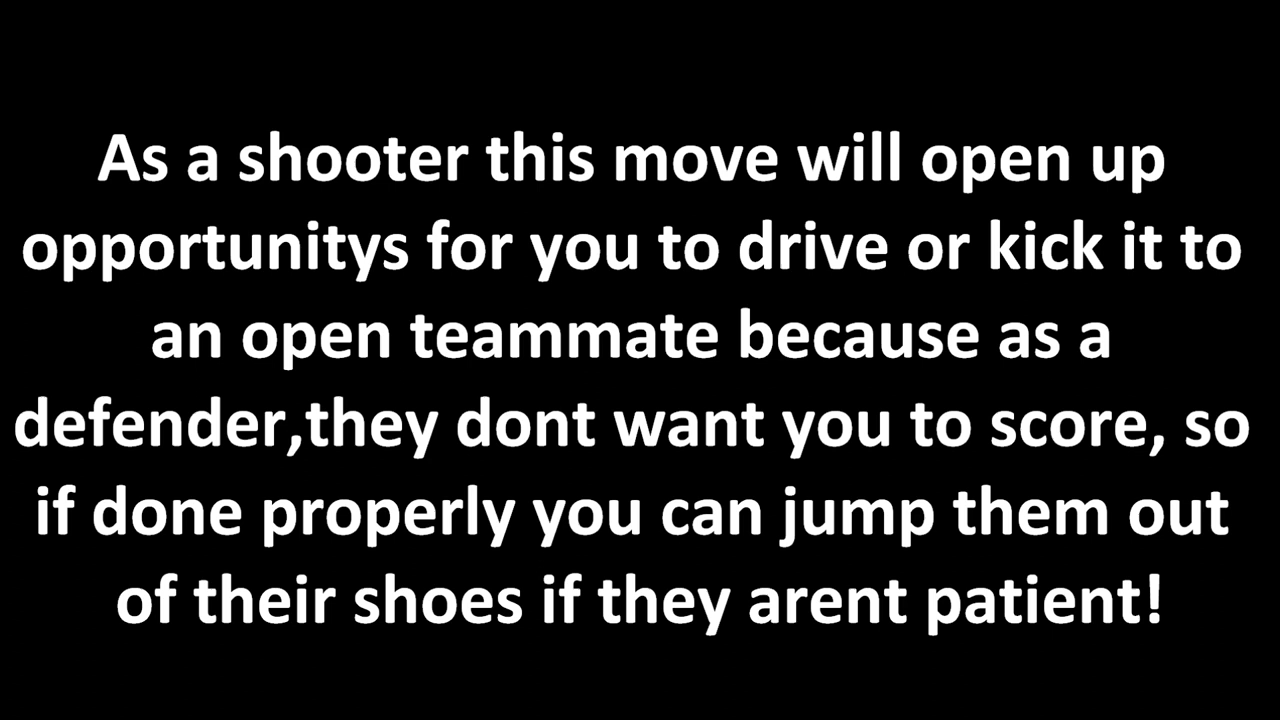 As a shooter this move will open up
opportunitys for you to drive or kick it to
an open teammate because as a
defender,they dont want you to score, so
if done properly you can jump them out
of their shoes if they arent patient!